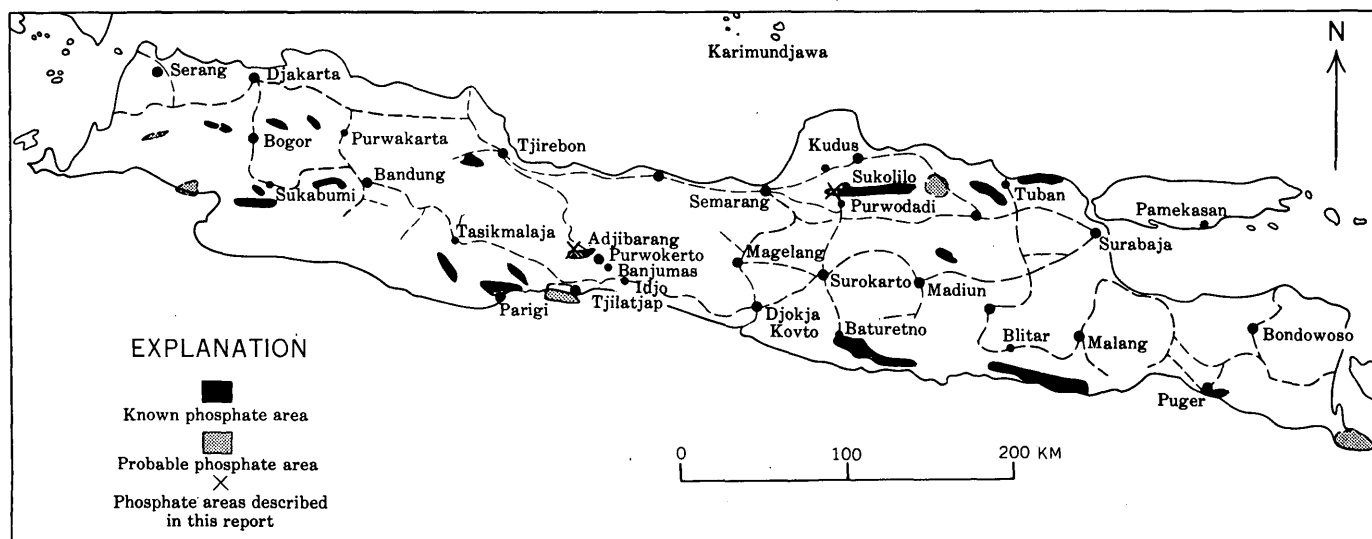 Karimundjawa
N
Serang
Djakarta
Bogor
Purwakarta
Tjirebon
Kudus
Sukabumi
Bandung
Semarang
Sukolilo
Purwodadi
Tuban
Pamekasan
Surabaja
Tasikmalaja
Adjibarang
Purwokerto
Banjumas
Idjo
Tjilatjap
Parigi
Magelang
Surokarto
Madiun
Djokja
Kovto
Baturetno
Blitar
Malang
Bondowoso
Puger
EXPLANATION
Known phosphate area
Probable phosphate area
Phosphate areas described
in this report
0 100 200 KM